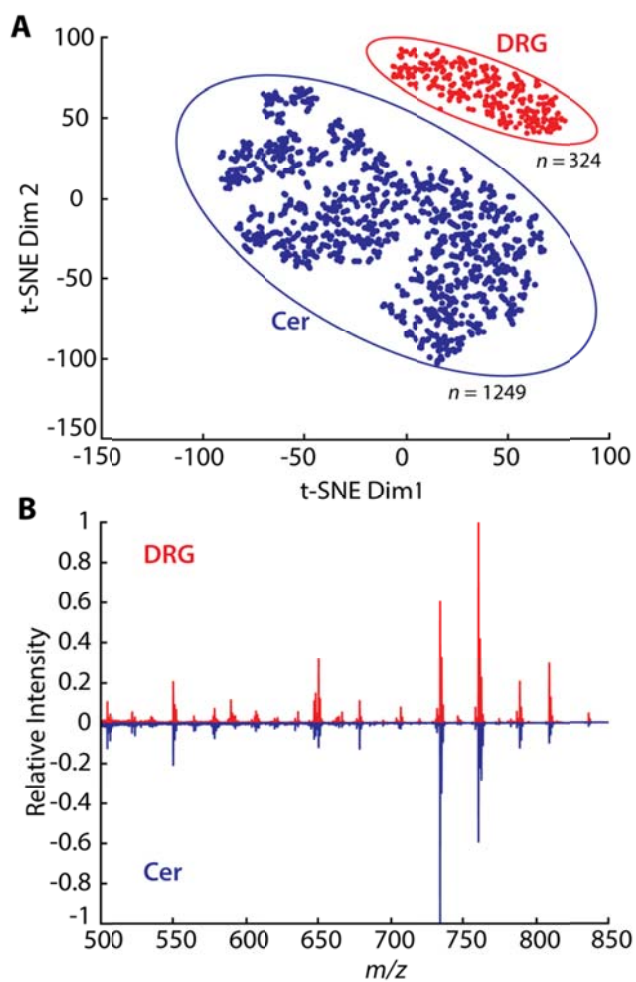 A
100
50
0
-50
-100
-150
t-SNE Dim 2
DRG
n = 324
Cer
n = 1249
-150 -100 -50 0 50 100
t-SNE Dim1
B
1
0.8
0.6
0.4
0.2
0
-0.2
-0.4
-0.6
-0.8
-1
Relative Intensity
DRG
Cer
500 550 600 650 700 750 800 850
m/z